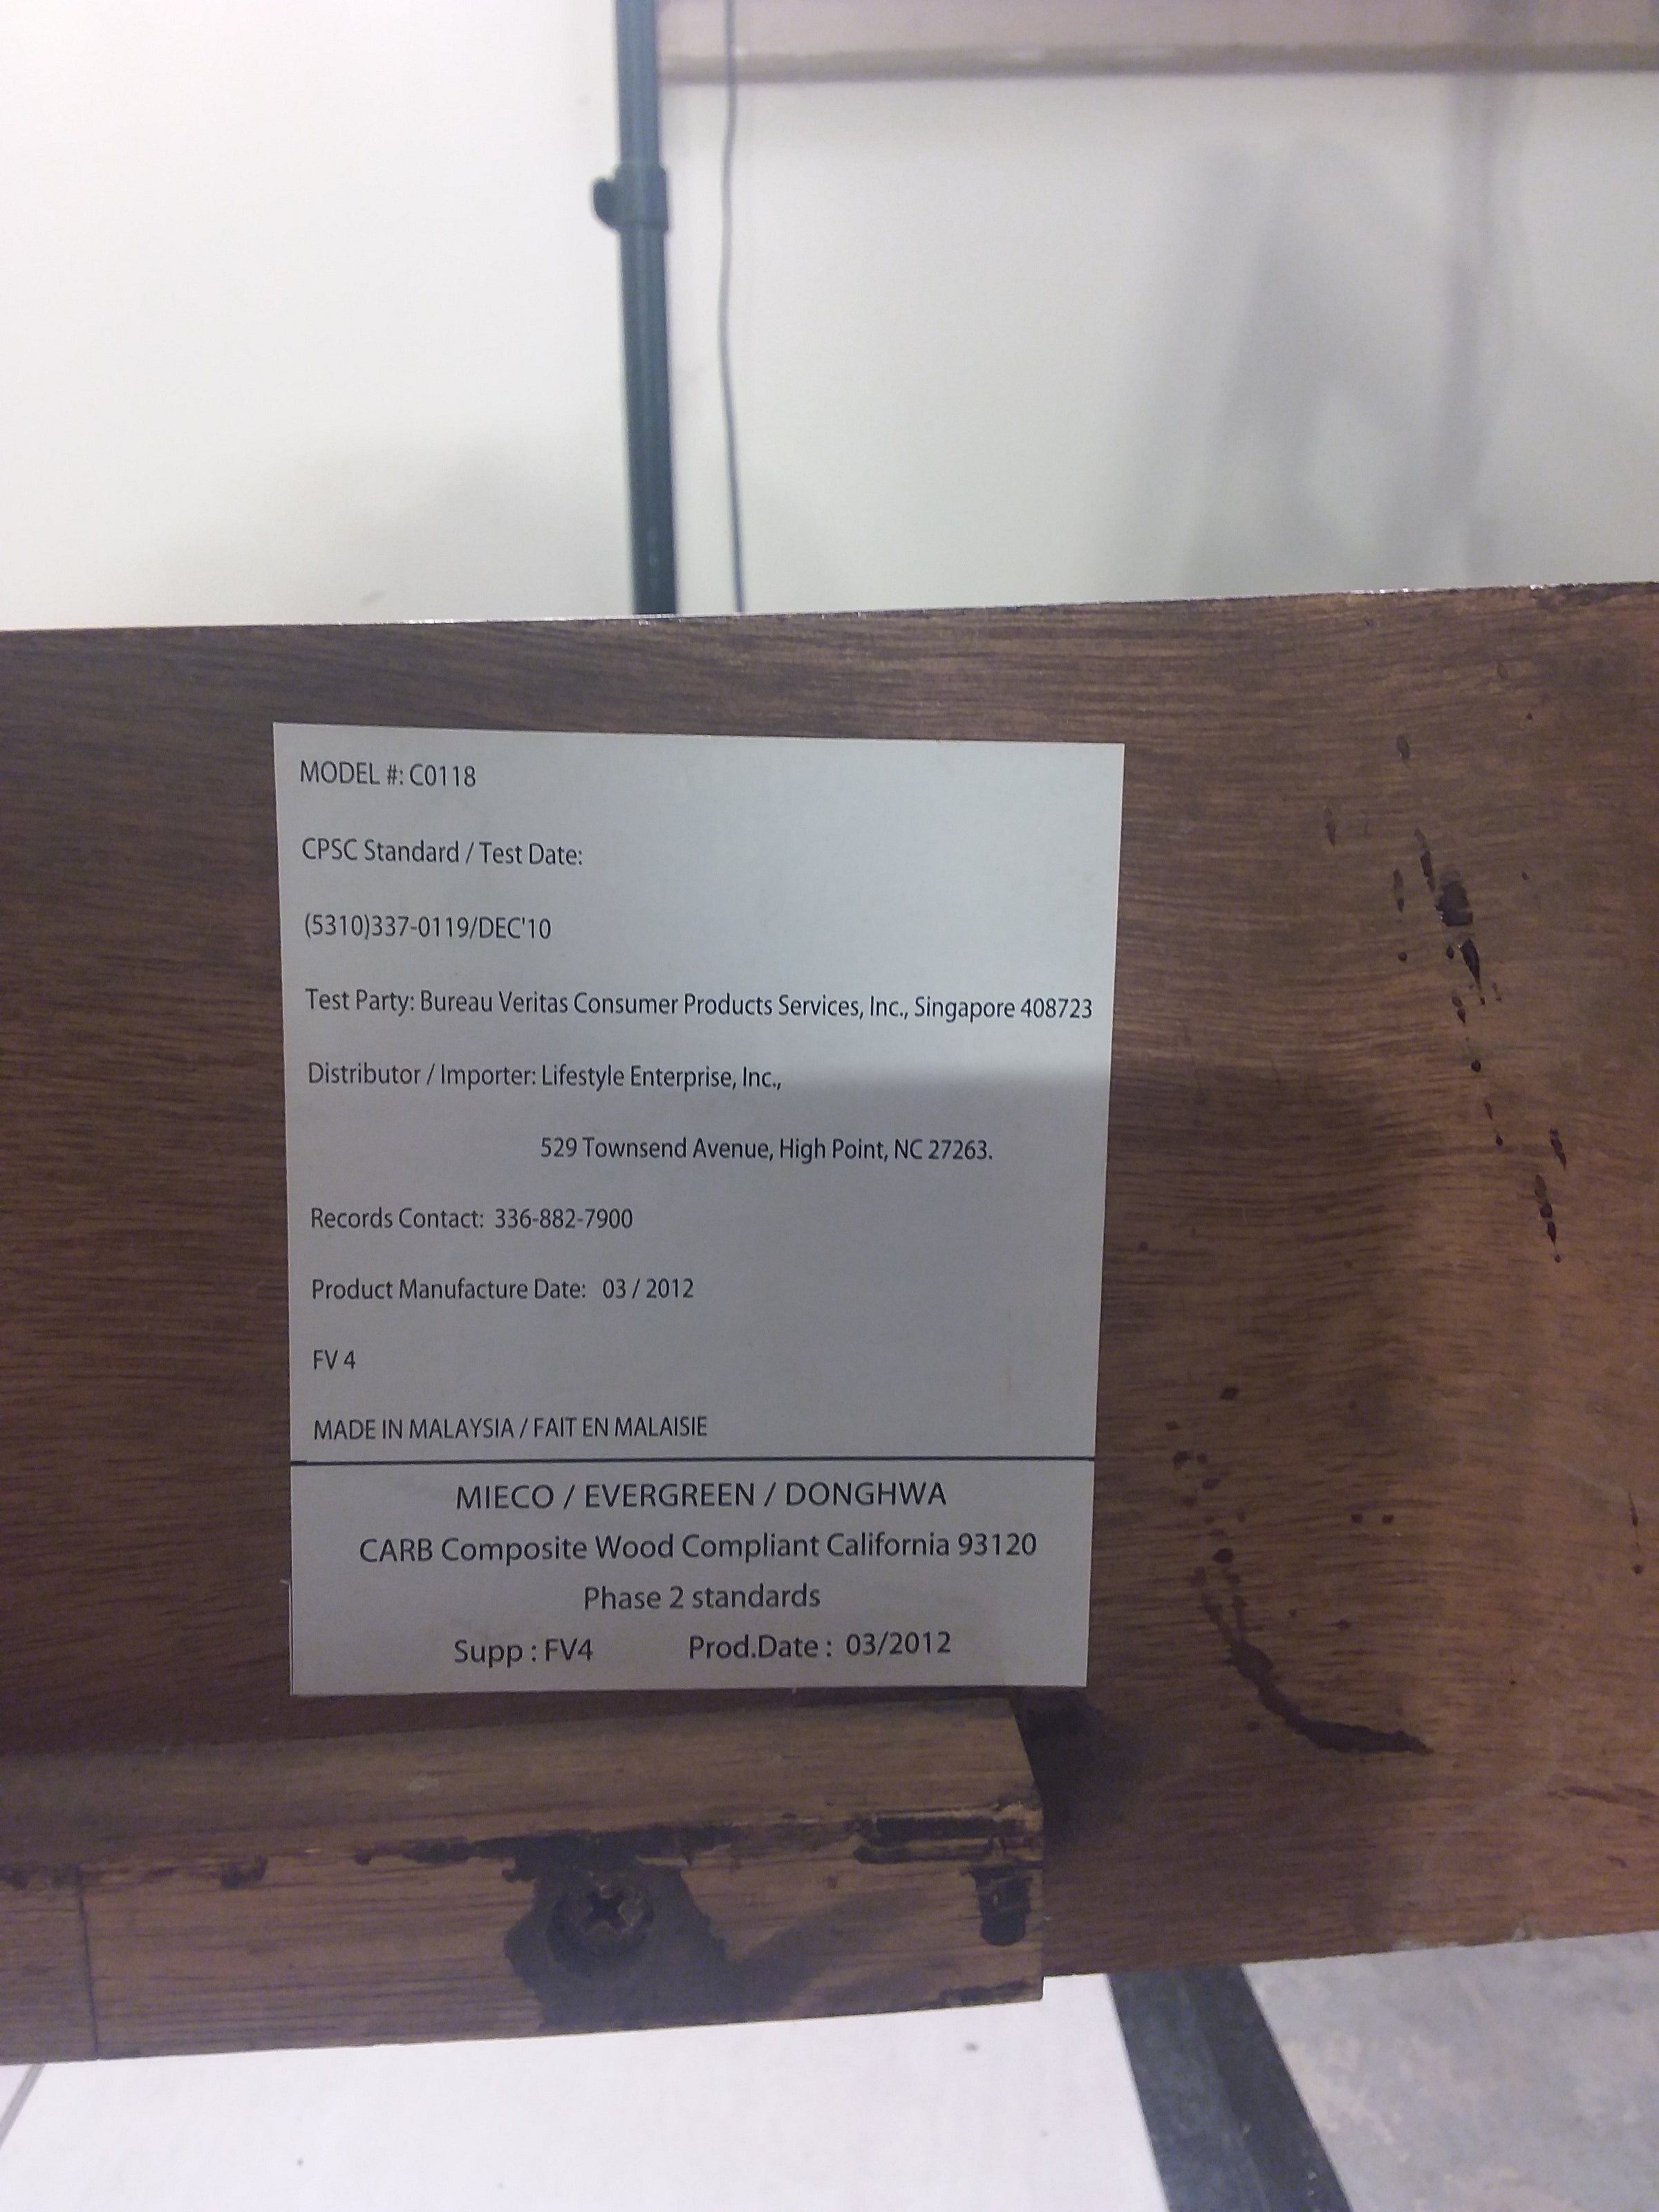 MODEL #: C0118
CPSC Standard / Test Date:
(5310)337-0119/DEC'10
Test Party: Bureau Veritas Consumer Products Services, Inc., Singapore 408723
Distributor / Importer: Lifestyle Enterprise, Inc.,
529 Townsend Avenue, High Point, NC 27263.
Records Contact: 336-882-7900
Product Manufacture Date: 03 / 2012
FV 4
MADE IN MALAYSIA / FAIT EN MALAISIE
MIECO / EVERGREEN / DONGHWA
CARB Composite Wood Compliant California 93120
Phase 2 standards
Supp : FV4 Prod.Date : 03/2012